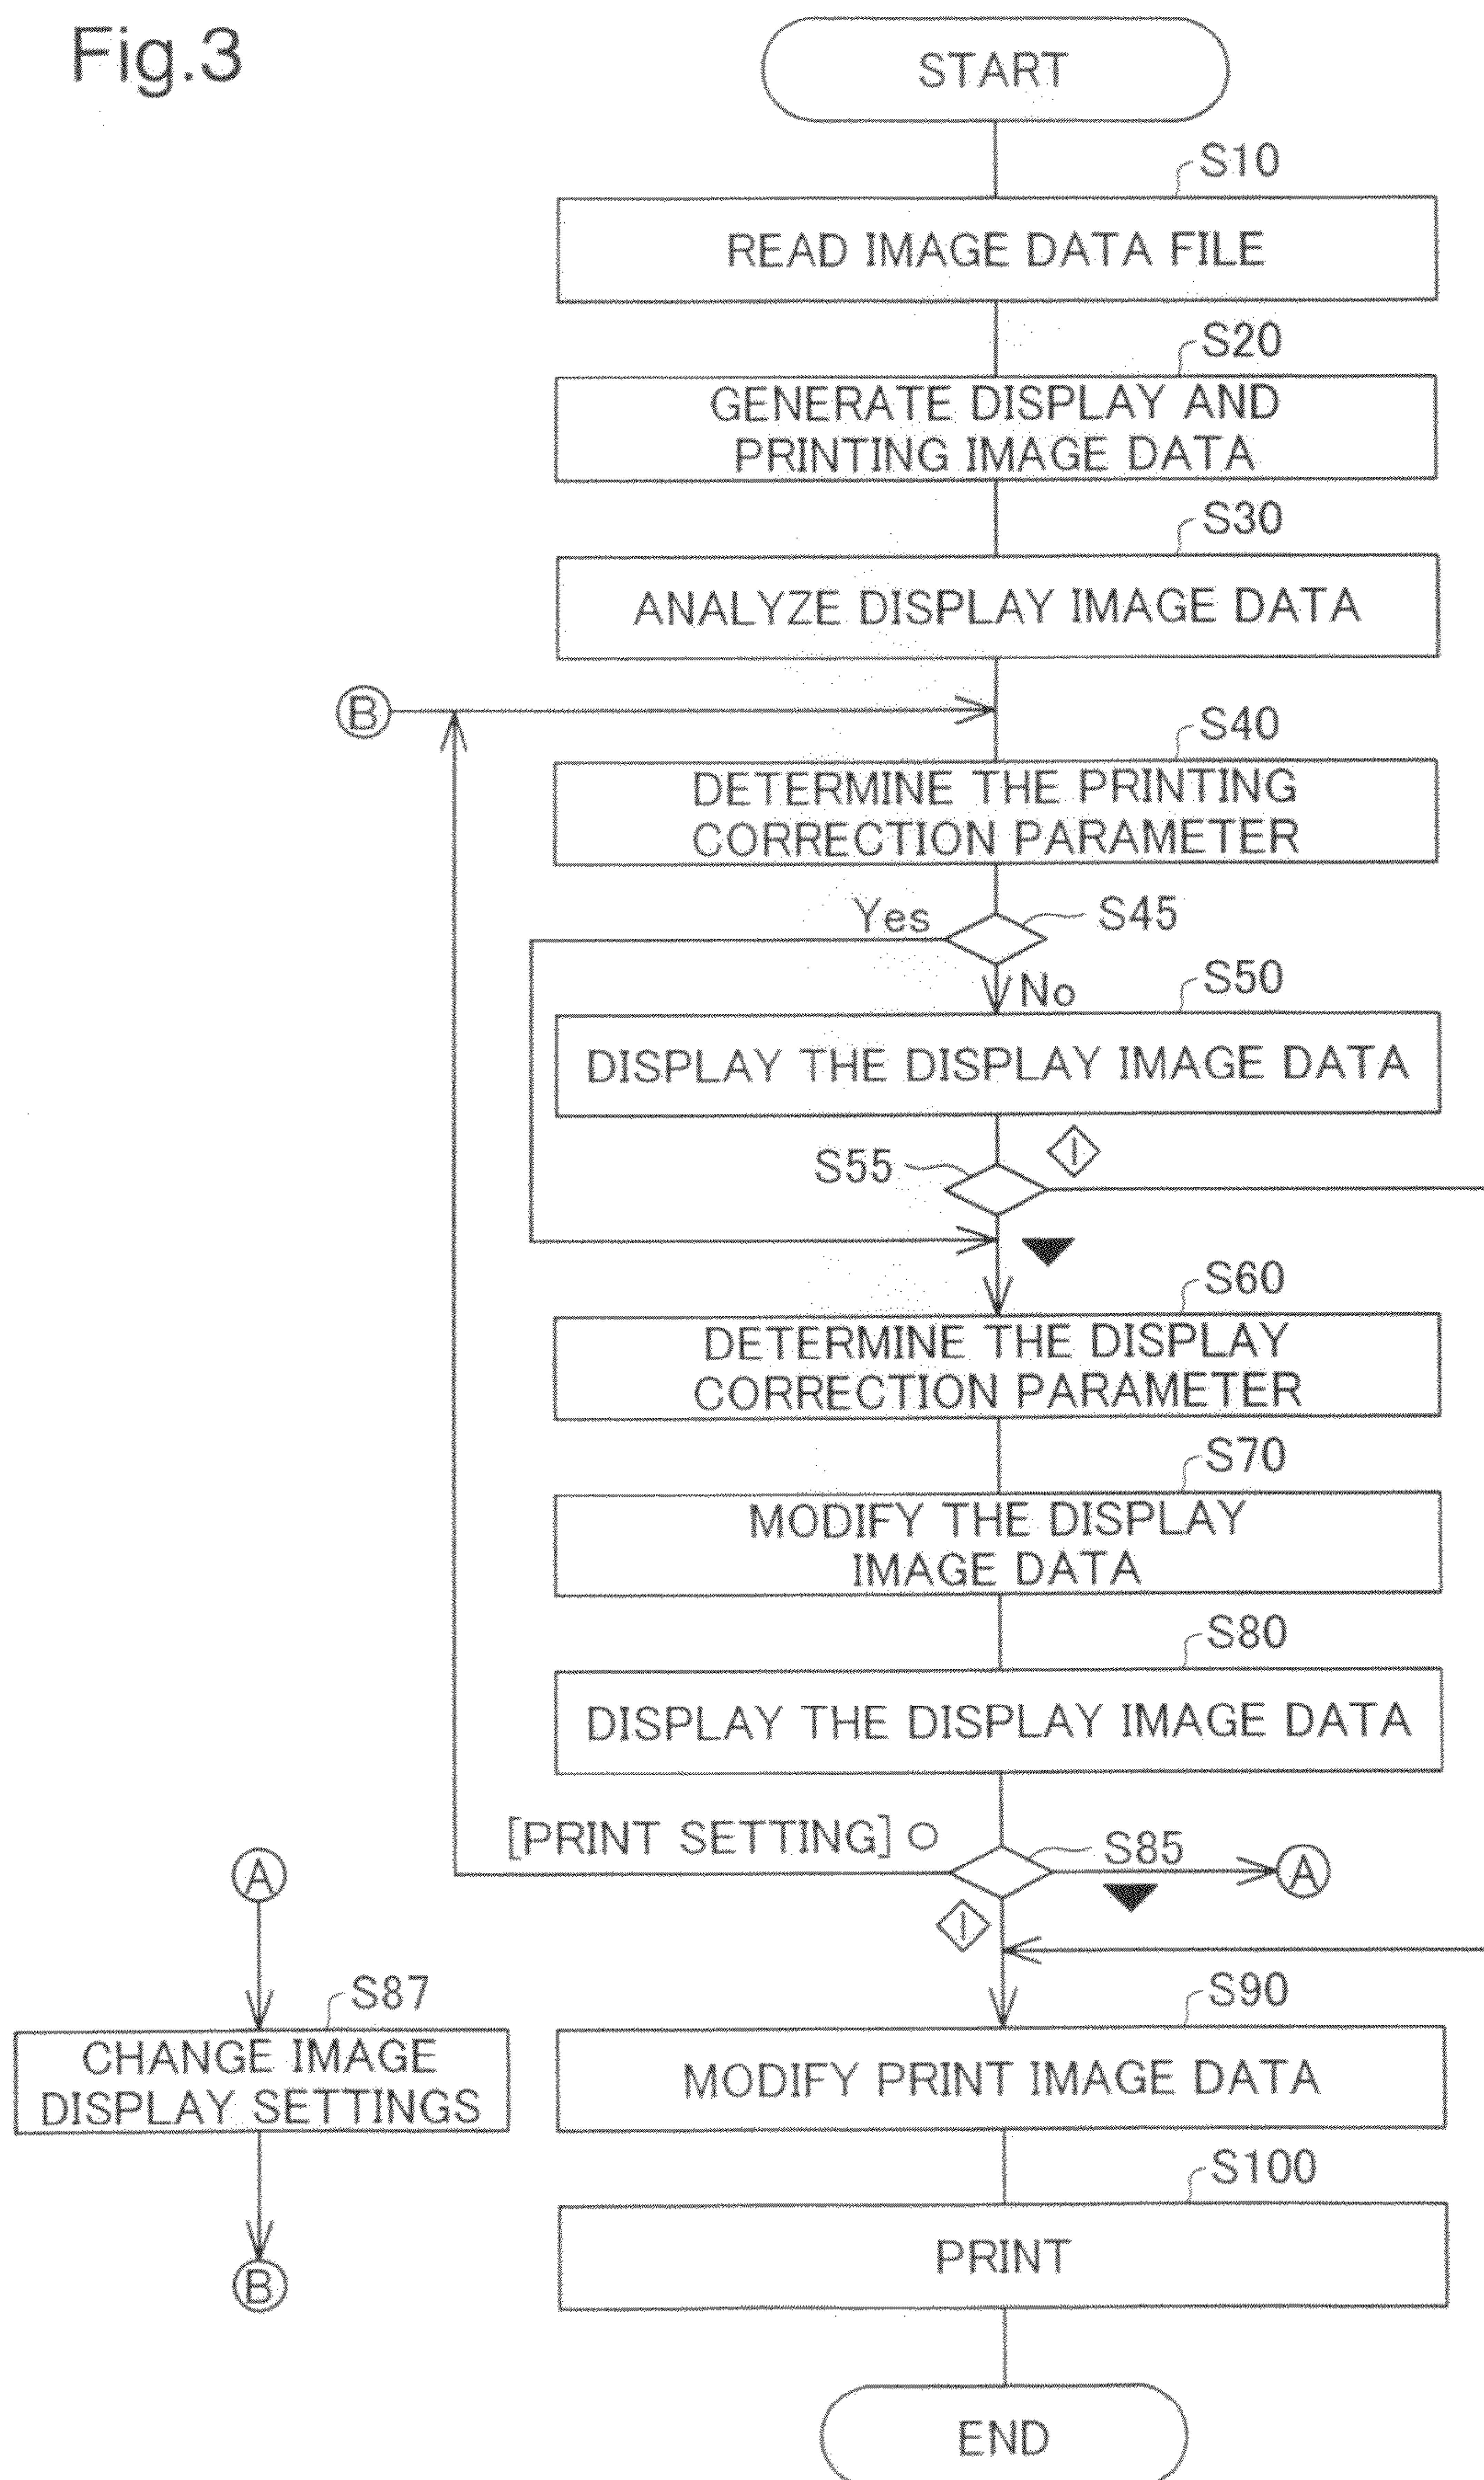 Fig.3
START
S10
READ IMAGE DATA FILE
S20
GENERATE DISPLAY AND
PRINTING IMAGE DATA
S30
ANALYZE DISPLAY IMAGE DATA
B
S40
DETERMINE THE PRINTING
CORRECTION PARAMETER
Yes
S45
No
S50
DISPLAY THE DISPLAY IMAGE DATA
S55
S60
DETERMINE THE DISPLAY
CORRECTION PARAMETER
S70
MODIFY THE DISPLAY
IMAGE DATA
S80
DISPLAY THE DISPLAY IMAGE DATA
[PRINT SETTING]
S85
A
A
S87
CHANGE IMAGE
DISPLAY SETTINGS
B
S90
MODIFY PRINT IMAGE DATA
S100
PRINT
END